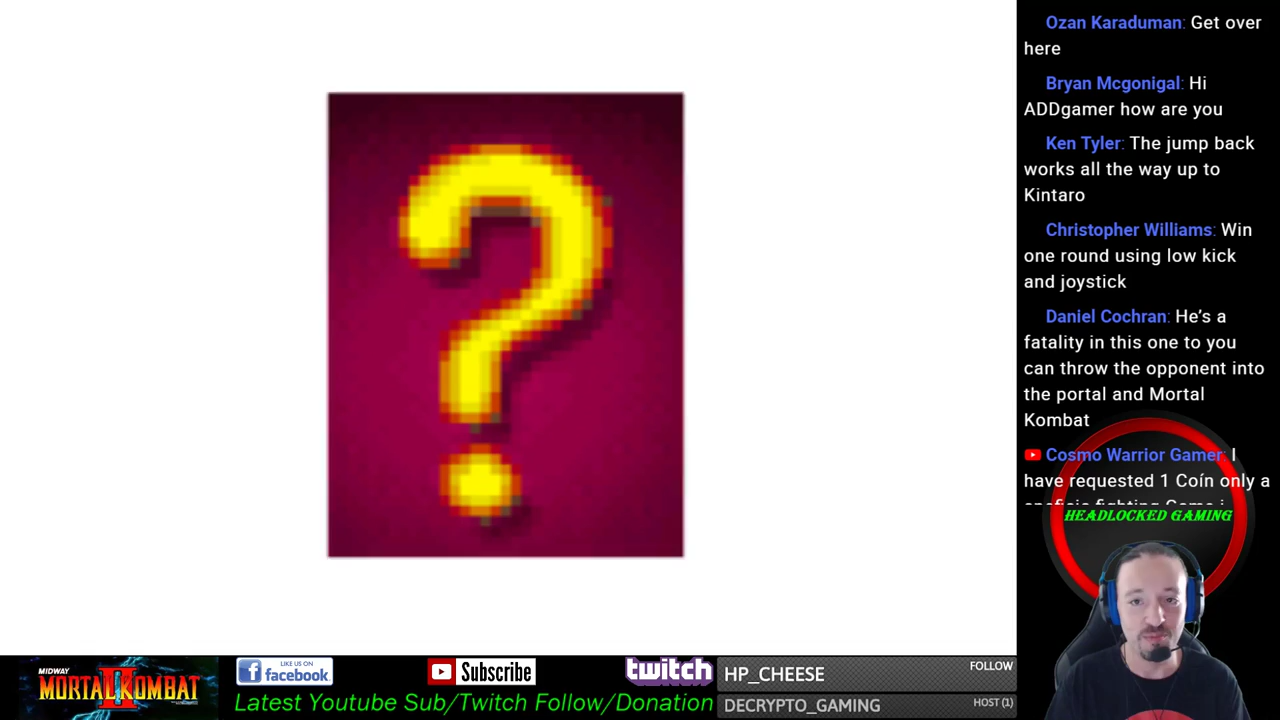 ?
Ozan Karaduman: Get over
here
Bryan Mcgonigal: Hi
ADDgamer how are you
Ken Tyler: The jump back
works all the way up to
Kintaro
Christopher Williams: Win
one round using low kick
and joystick
Daniel Cochran: He's a
fatality in this one to you
can throw the opponent into
the portal and Mortal
Kombat
Cosmo Warrior Gamer: I
have requested 1 Coín only a
HEADLOCKED GAMING
MIDWAY
MORTAL KOMBAT
II
LIKE US ON
facebook
Subscribe
twitch
HP_CHEESE
FOLLOW
Latest Youtube Sub/Twitch Follow/Donation
DECRYPTO_GAMING
HOST (1)